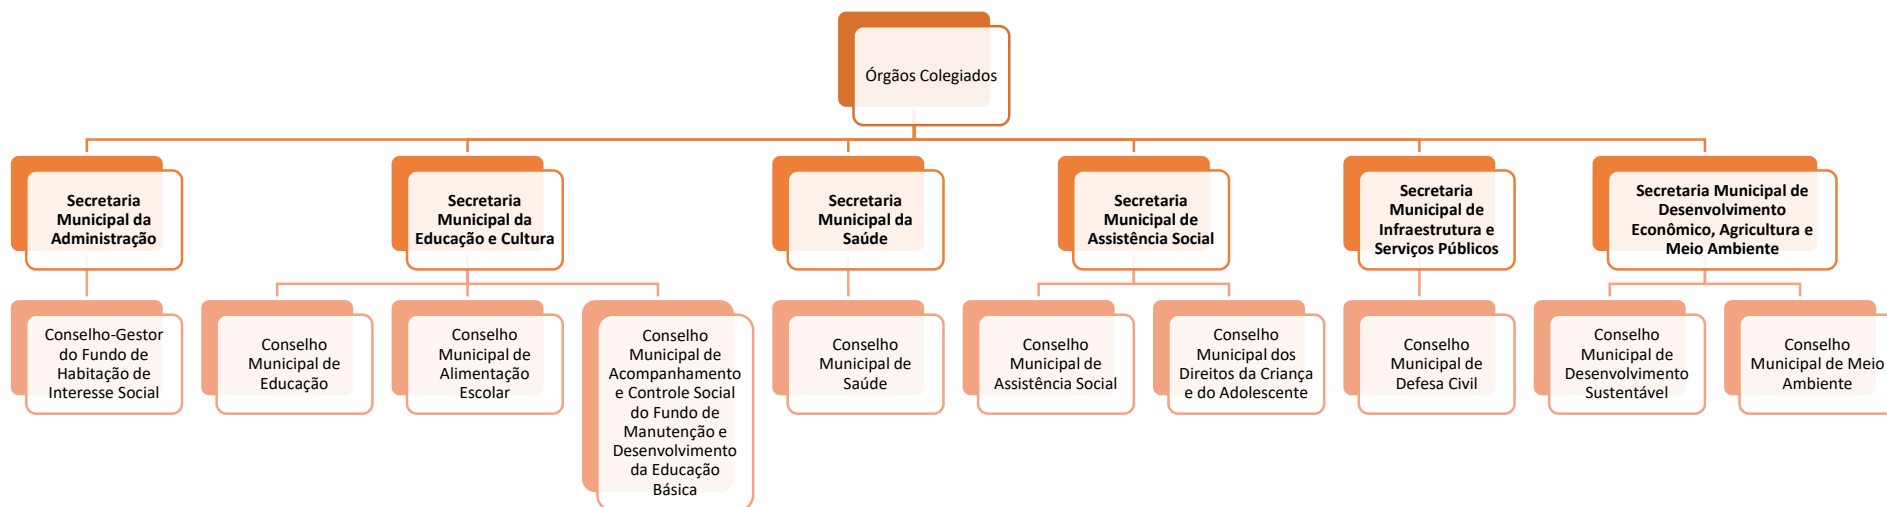 Órgãos Colegiados
Secretaria
Municipal da
Administração
Secretaria
Municipal da
Educação e Cultura
Secretaria
Municipal da
Saúde
Secretaria
Municipal de
Assistência Social
Secretaria
Municipal de
Infraestrutura e
Serviços Públicos
Secretaria Municipal de
Desenvolvimento
Econômico, Agricultura e
Meio Ambiente
Conselho-Gestor
do Fundo de
Habitação de
Interesse Social
Conselho
Municipal de
Educação
Conselho
Municipal de
Alimentação
Escolar
Conselho
Municipal de
Acompanhamento
e Controle Social
do Fundo de
Manutenção e
Desenvolvimento
da Educação
Básica
Conselho
Municipal de
Saúde
Conselho
Municipal de
Assistência Social
Conselho
Municipal dos
Direitos da Criança
e do Adolescente
Conselho
Municipal de
Defesa Civil
Conselho
Municipal de
Desenvolvimento
Sustentável
Conselho
Municipal de Meio
Ambiente